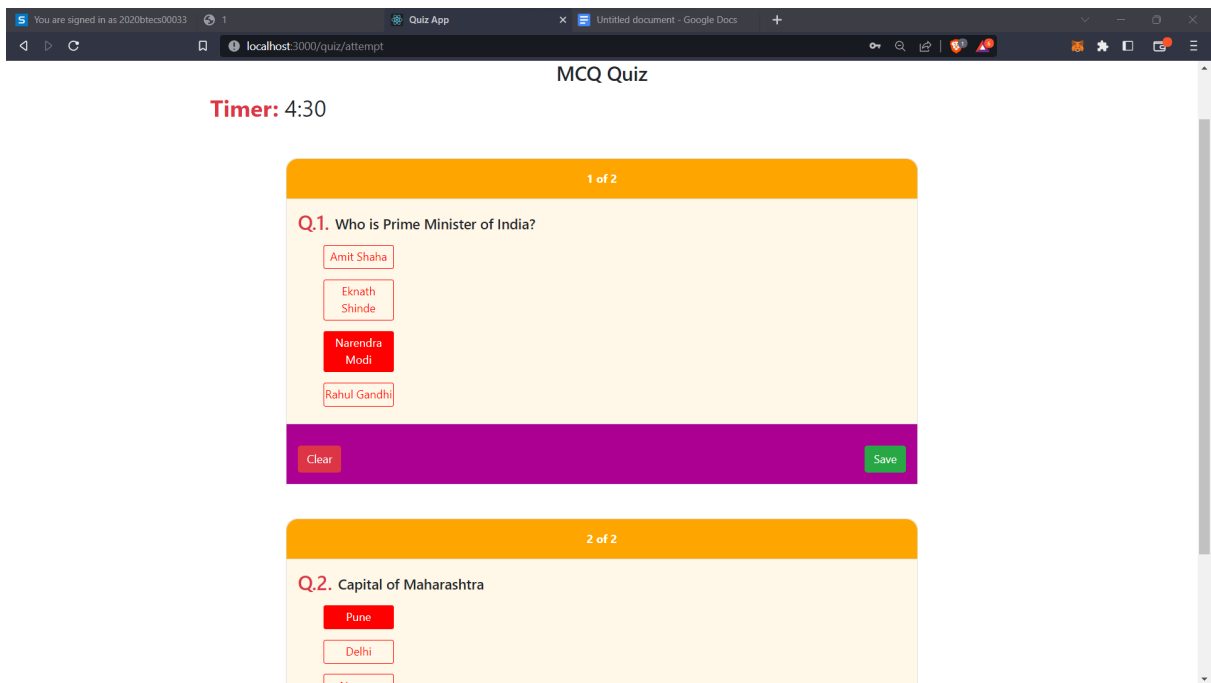 You are signed in as 2020btecs00033
1
Quiz App
Untitled document - Google Docs
localhost:3000/quiz/attempt
MCQ Quiz
Timer: 4:30
1 of 2
Q.1. Who is Prime Minister of India?
Amit Shaha
Eknath
Shinde
Narendra
Modi
Rahul Gandhi
Clear
Save
2 of 2
Q.2. Capital of Maharashtra
Pune
Delhi